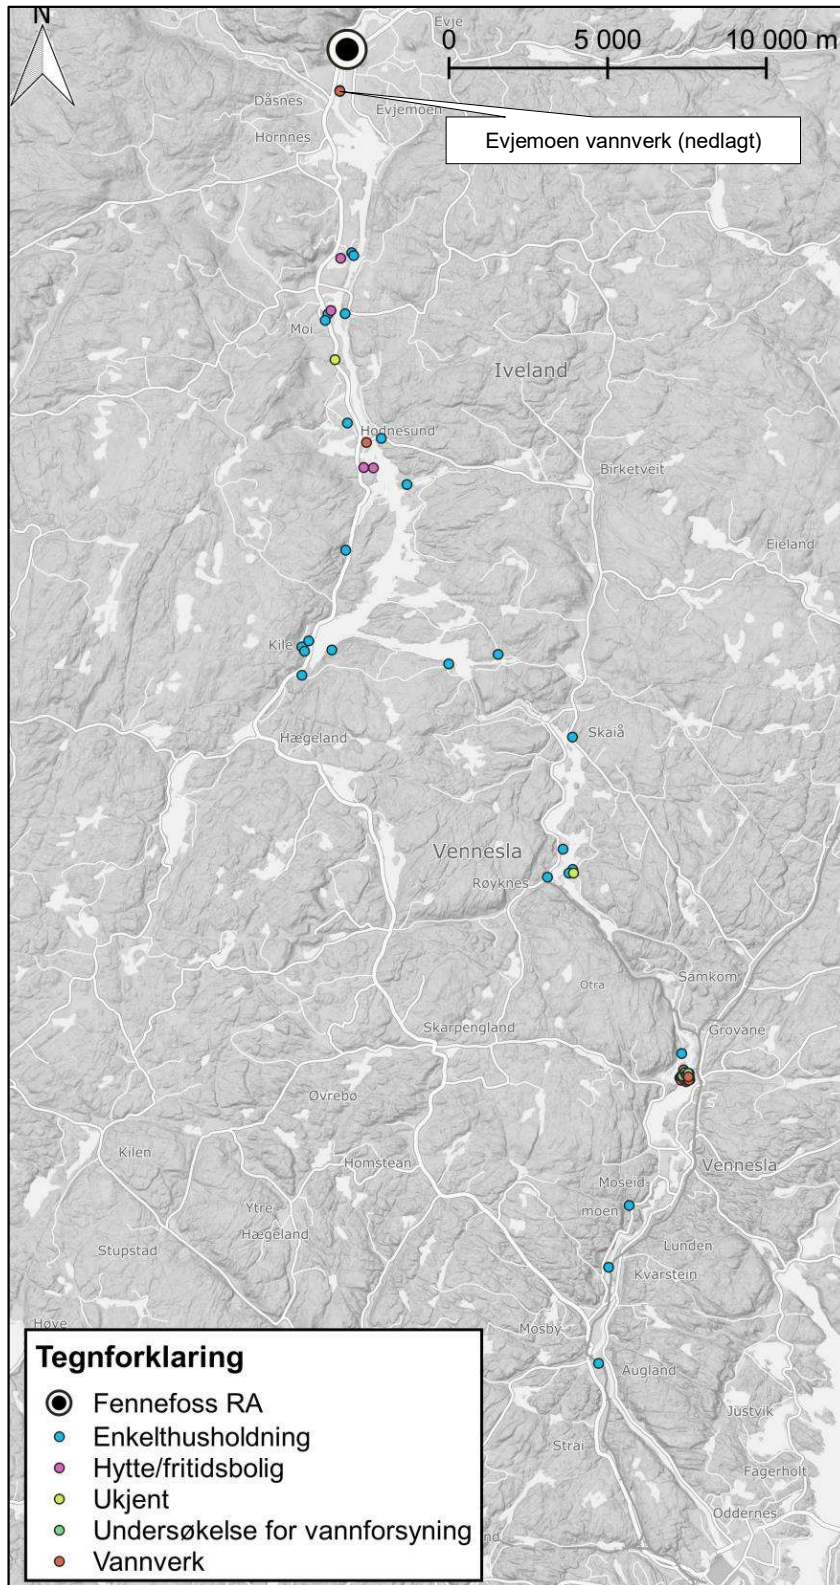 N
Evje
0 5 000 10 000 m
Dåsnes
Evjemoen
Evjemoen vannverk (nedlagt)
Hornnes
Moi
Iveland
Hodnesund
Birketveit
Eieland
Kile
Skaiå
Hægeland
Vennesla
Røyknes
Samkom
Otra
Skarpengland
Grovane
Øvrebø
Kilen
Homstean
Vennesla
Moseid
moen
Ytre
Hægeland
Stupstad
Lunden
Kvarstein
Høye
Mosby
Augland
Justvik
Strai
Fagerholt
Oddernes
nd
Tegnforklaring
Fennefoss RA
Enkelthusholdning
Hytte/fritidsbolig
Ukjent
Undersøkelse for vannforsyning
Vannverk